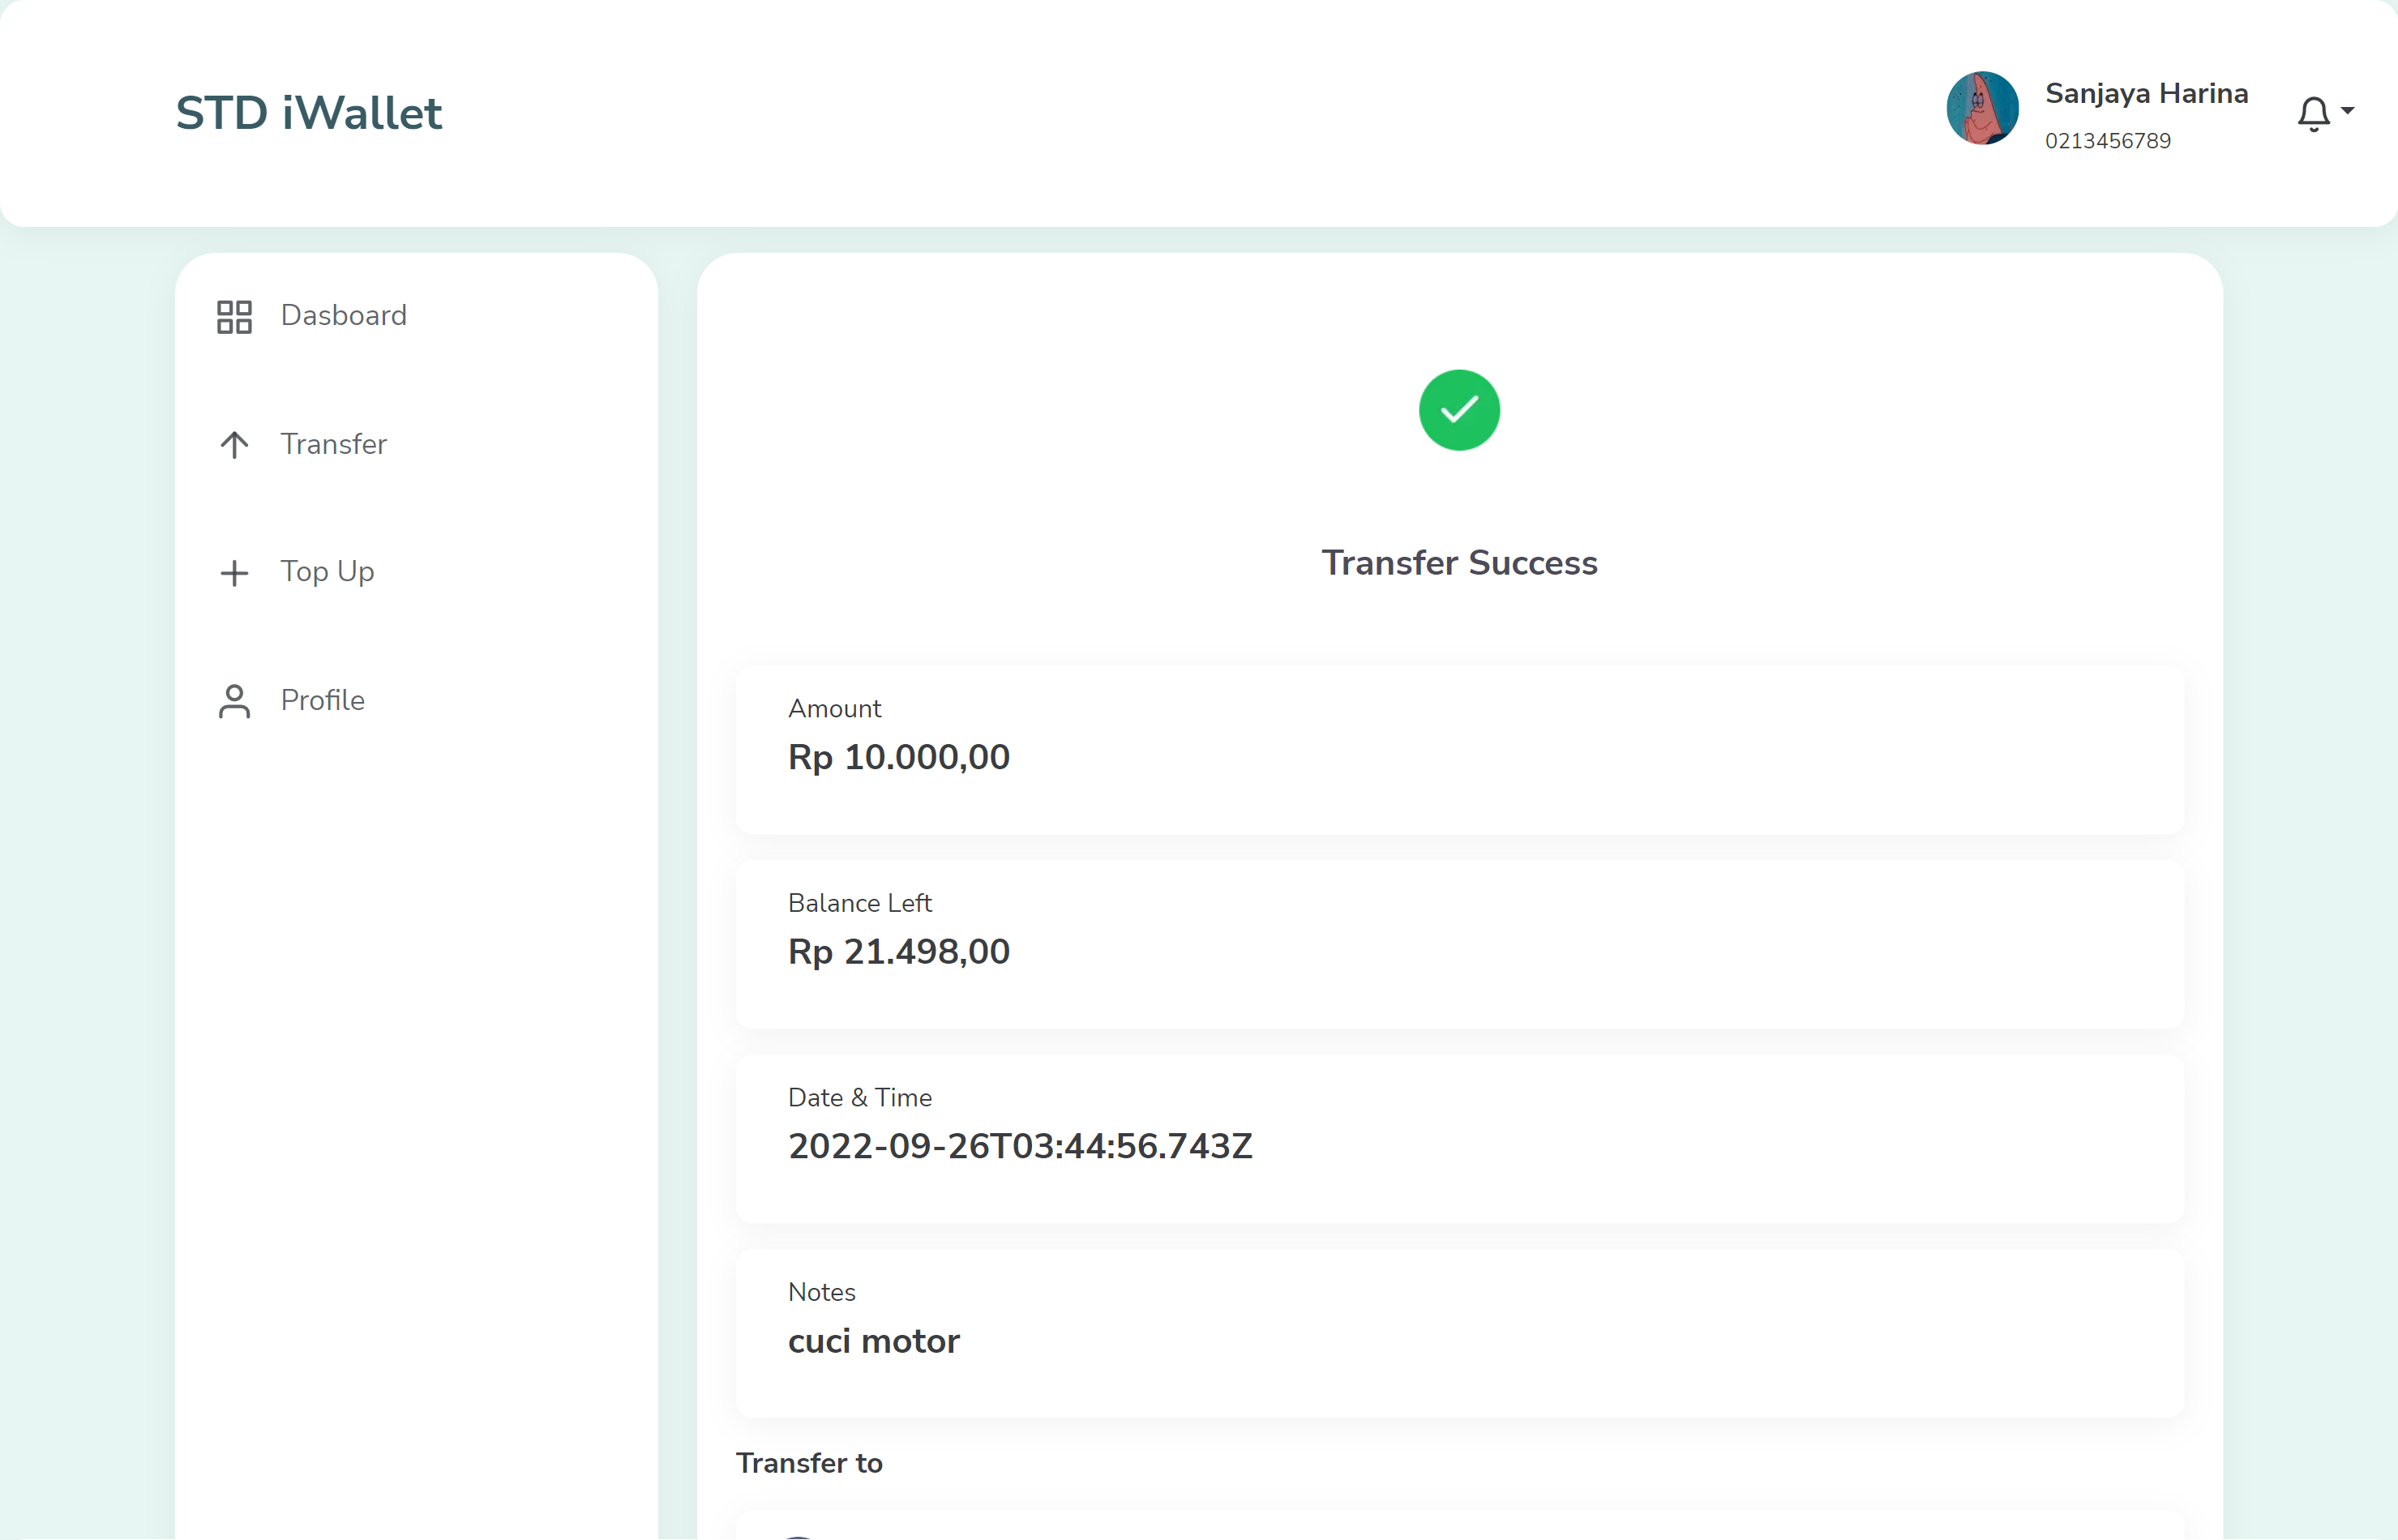 STD iWallet
Sanjaya Harina
0213456789
Dasboard
Transfer
Top Up
Profile
Transfer Success
Amount
Rp 10.000,00
Balance Left
Rp 21.498,00
Date & Time
2022-09-26T03:44:56.743Z
Notes
cuci motor
Transfer to